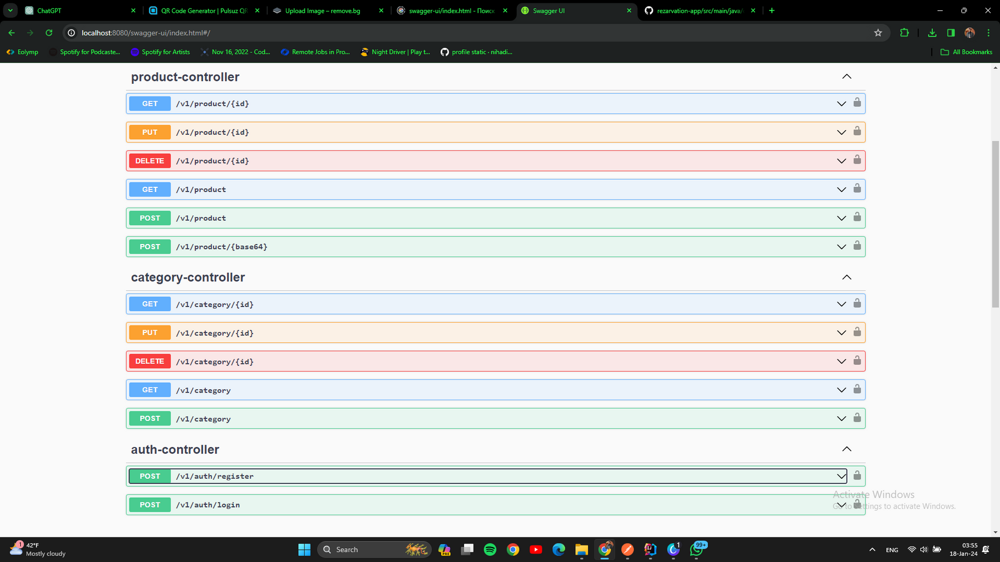 ChatGPT
QR Code Generator | Pulsuz QR
Upload Image – remove.bg
swagger-ui/index.html - Поиск
Swagger UI
rezarvation-app/src/main/java/
localhost:8080/swagger-ui/index.html#/
Eolymp
Spotify for Podcaste...
Spotify for Artists
Nov 16, 2022 - Cod...
Remote Jobs in Pro...
Night Driver | Play t...
profile static · nihadi...
All Bookmarks
product-controller
GET /v1/product/{id}
PUT /v1/product/{id}
DELETE /v1/product/{id}
GET /v1/product
POST /v1/product
POST /v1/product/{base64}
category-controller
GET /v1/category/{id}
PUT /v1/category/{id}
DELETE /v1/category/{id}
GET /v1/category
POST /v1/category
auth-controller
POST /v1/auth/register
POST /v1/auth/login
Activate Windows
Go to Settings to activate Windows.
1
42°F
Mostly cloudy
Search
PRE
1
99+
ENG
03:55
18-Jan-24